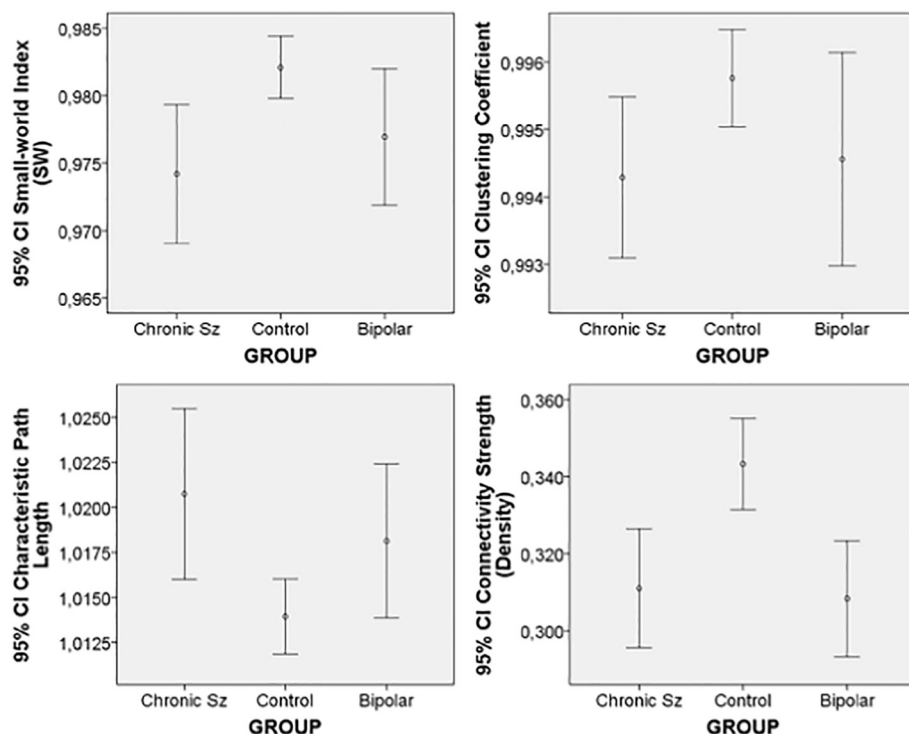 95% CI Small-world Index
(SW)
0,985
0,980
0,975
0,970
0,965
Chronic Sz Control Bipolar
GROUP
95% CI Clustering Coefficient
0,996
0,995
0,994
0,993
Chronic Sz Control Bipolar
GROUP
95% CI Characteristic Path
Length
1,0250
1,0225
1,0200
1,0175
1,0150
1,0125
Chronic Sz Control Bipolar
GROUP
95% CI Connectivity Strength
(Density)
0,360
0,340
0,320
0,300
Chronic Sz Control Bipolar
GROUP